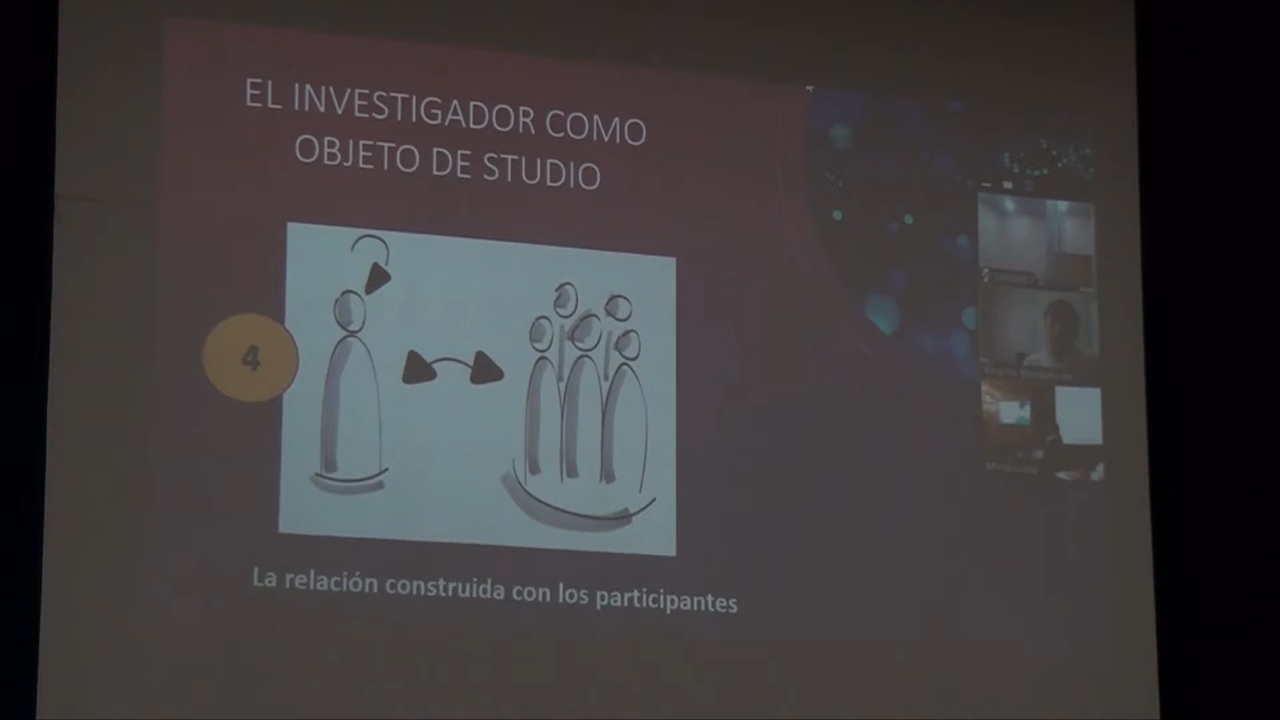 EL INVESTIGADOR COMO
OBJETO DE STUDIO
4
La relación construida con los participantes